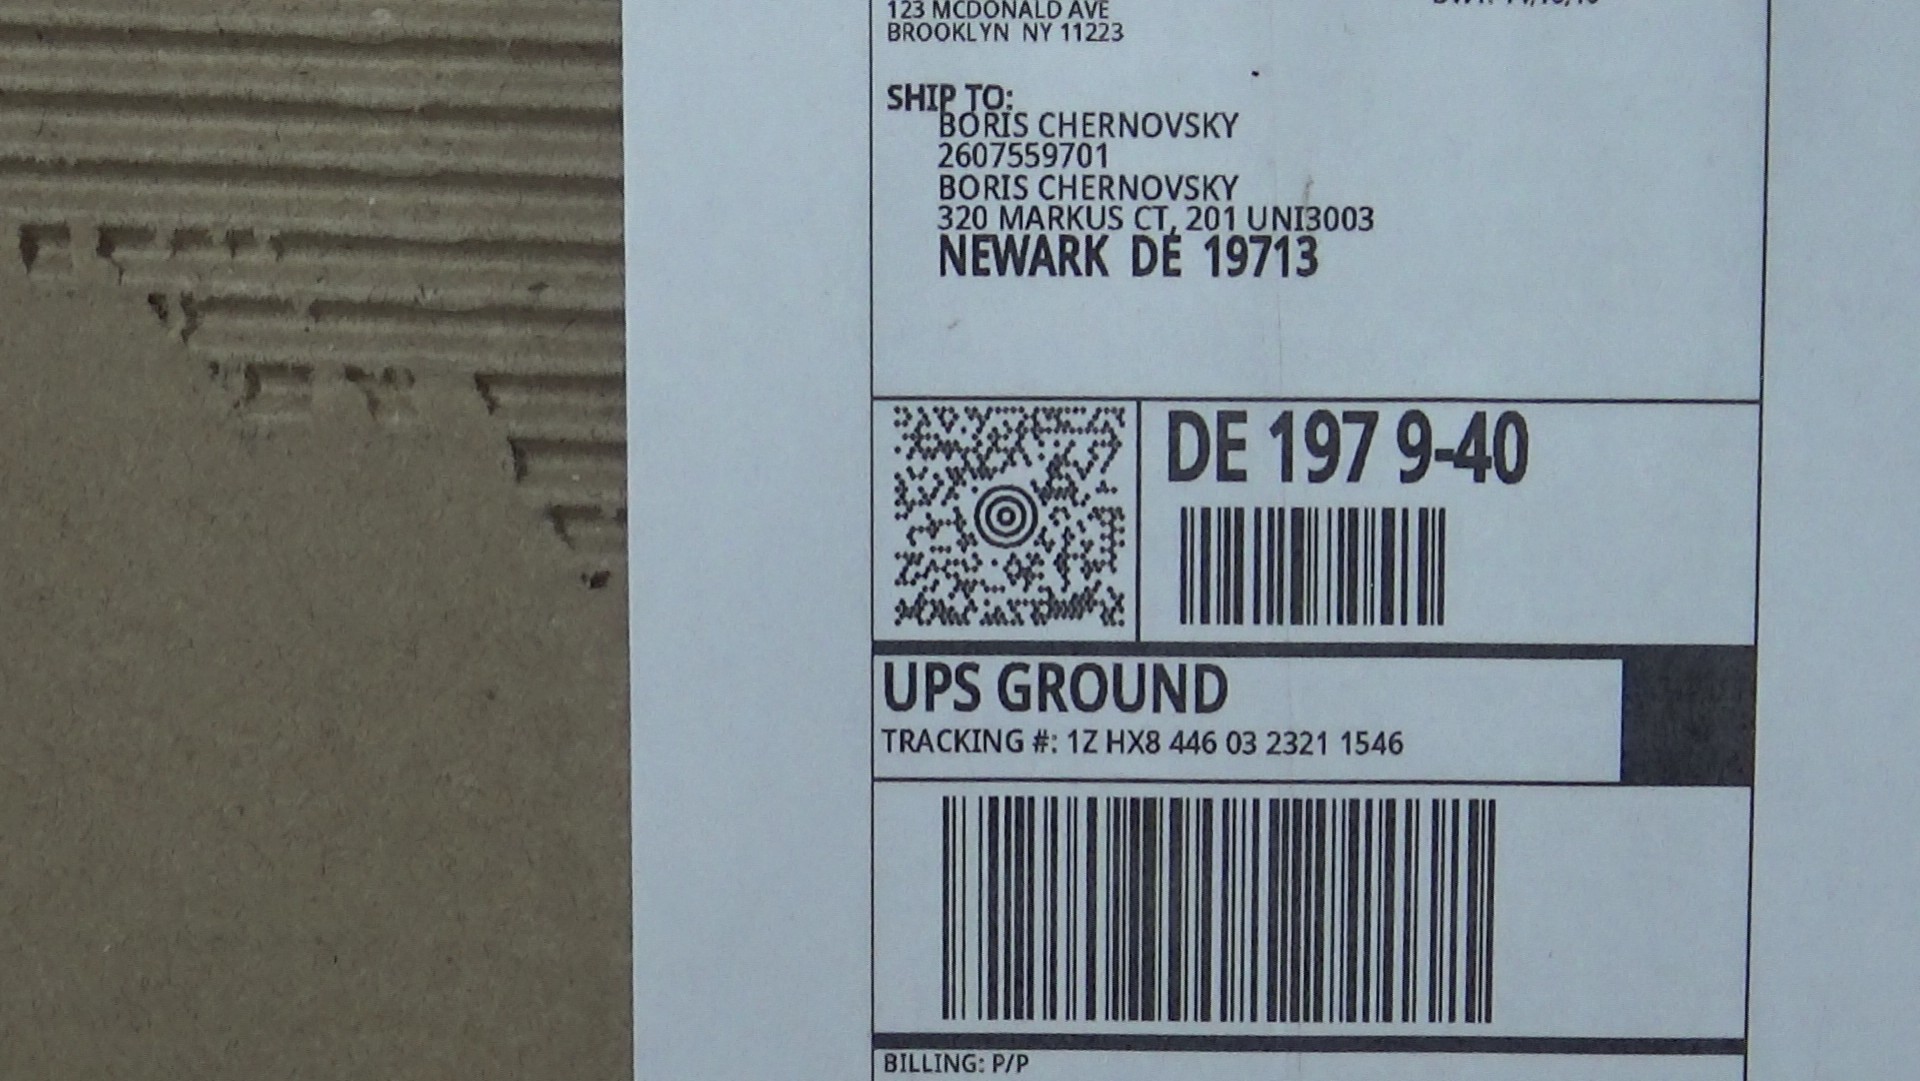 123 MCDONALD AVE
BROOKLYN NY 11223
SHIP TO:
BORIS CHERNOVSKY
2607559701
BORIS CHERNOVSKY
320 MARKUS CT, 201 UNI3003
NEWARK DE 19713
DE 197 9-40
UPS GROUND
TRACKING #: 1Z HX8 446 03 2321 1546
BILLING: P/P